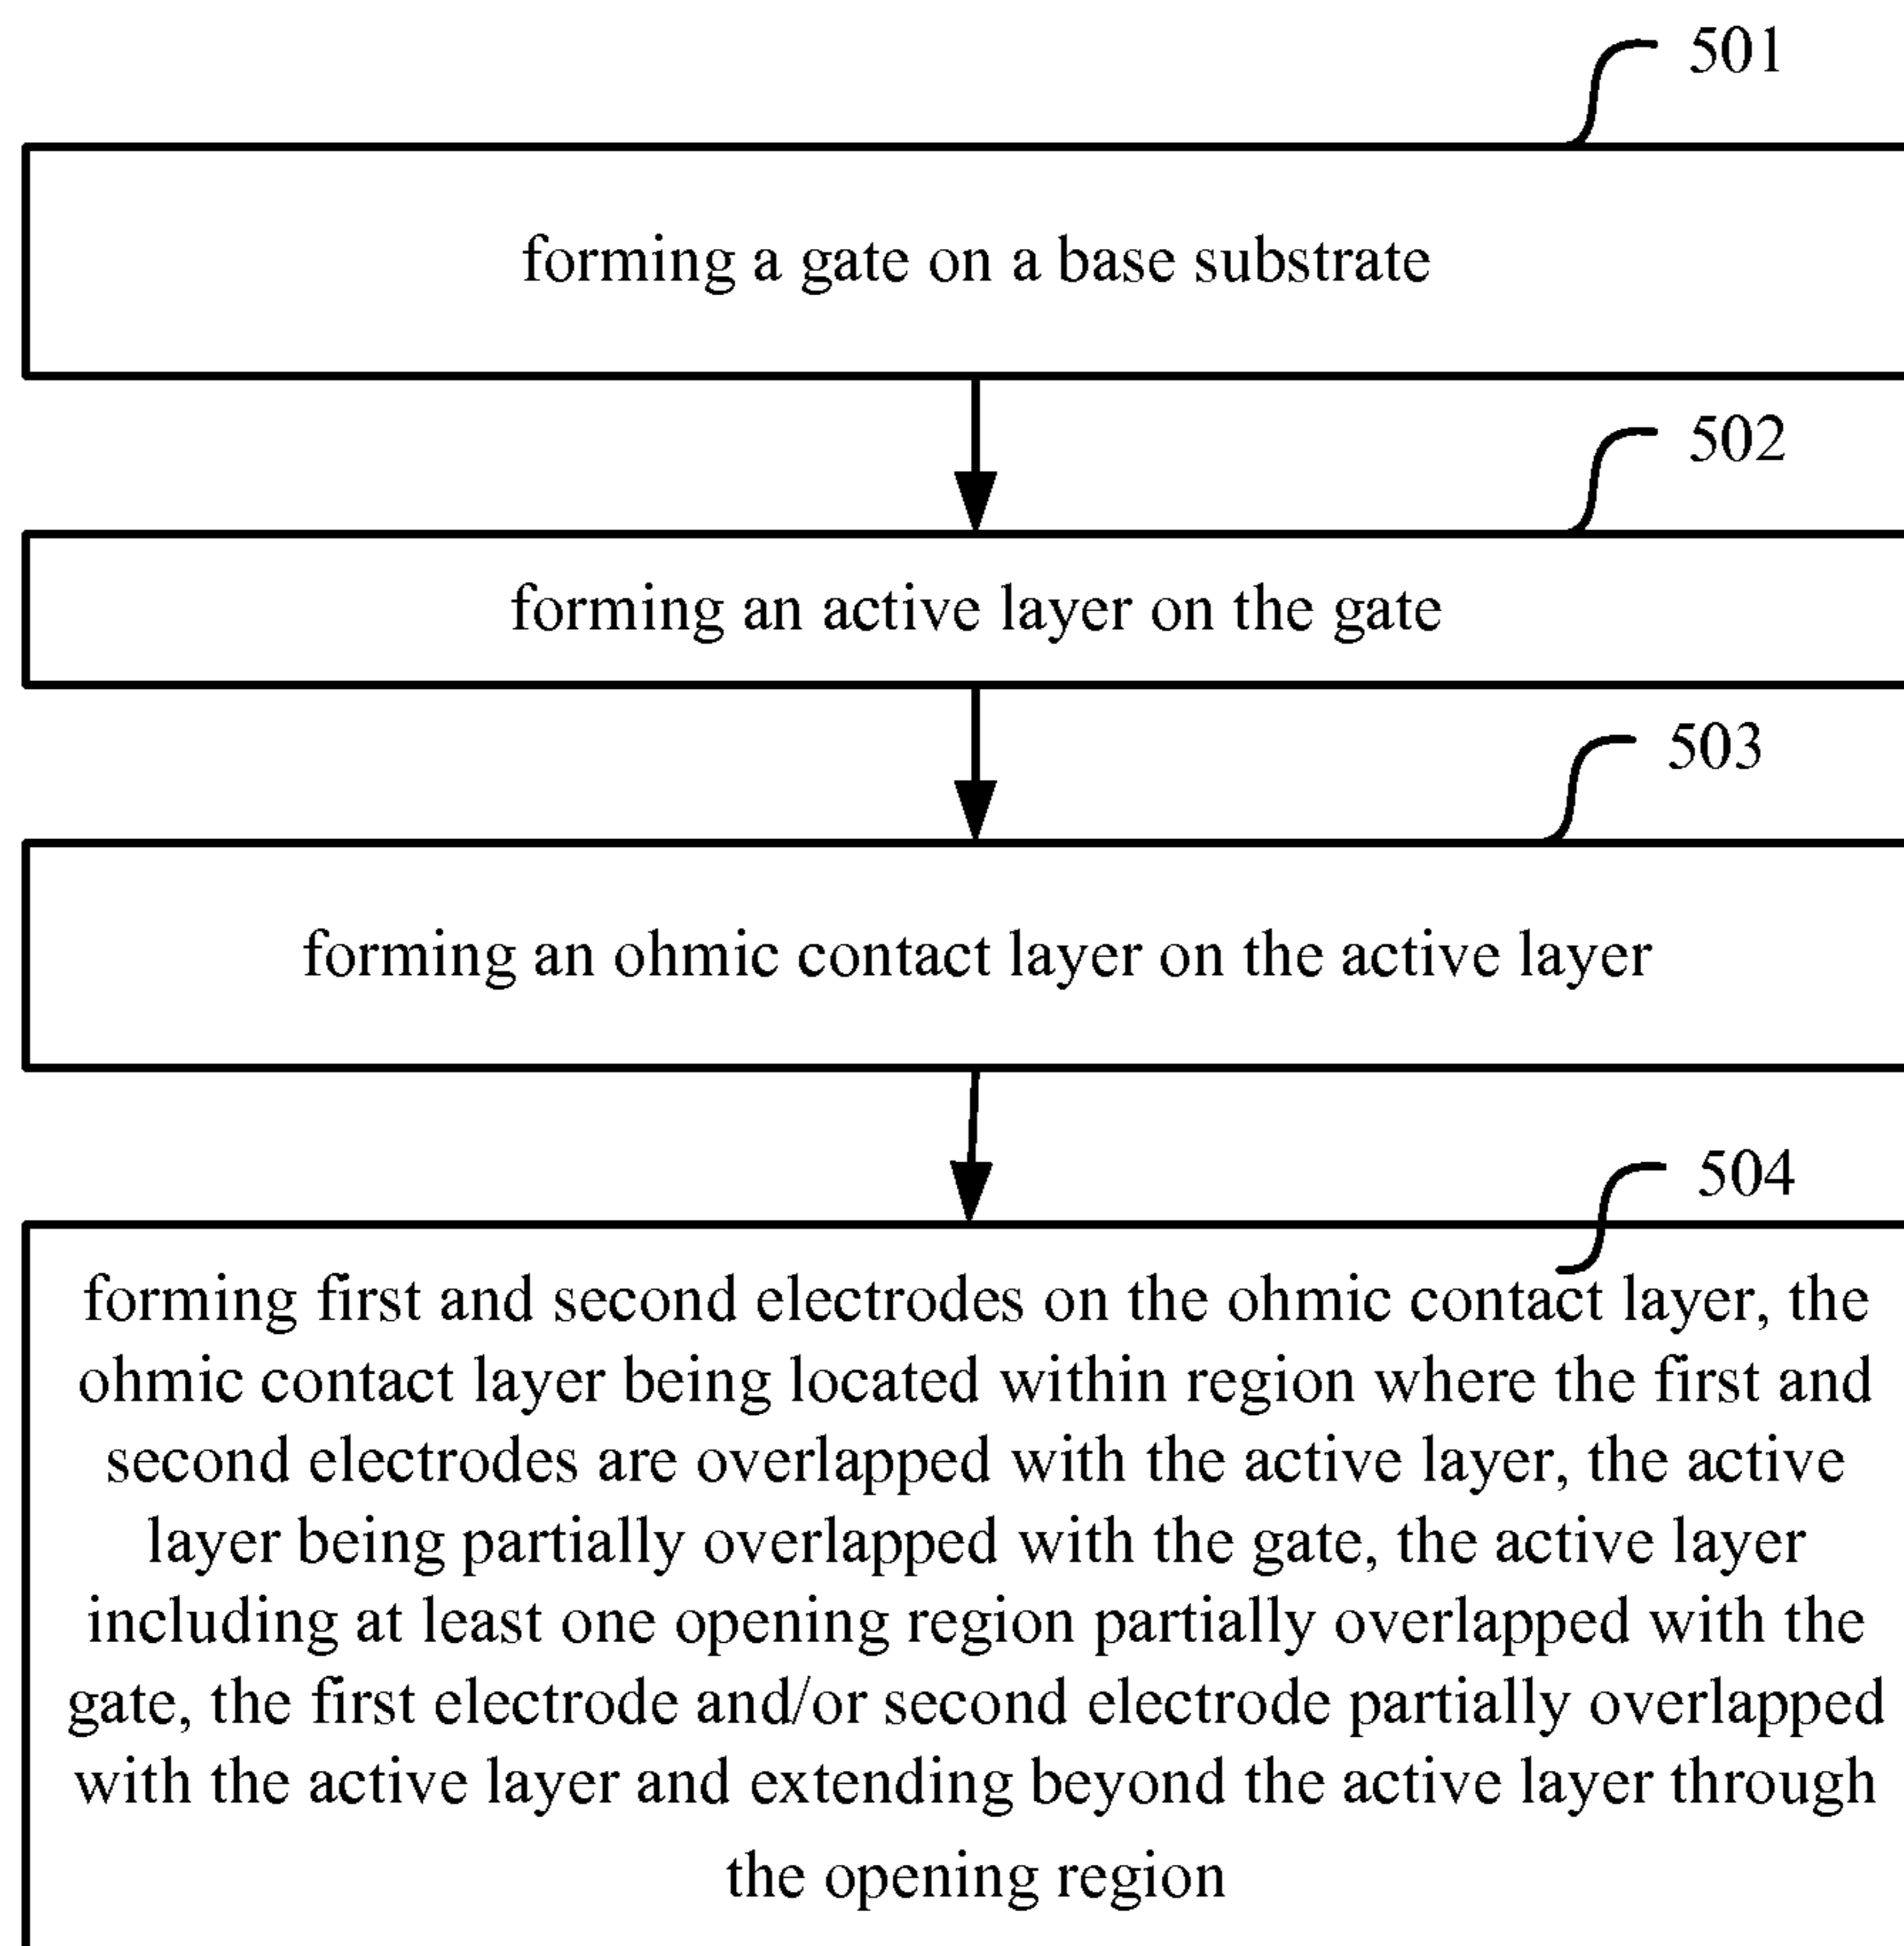 501
forming a gate on a base substrate
502
forming an active layer on the gate
503
forming an ohmic contact layer on the active layer
504
forming first and second electrodes on the ohmic contact layer, the
ohmic contact layer being located within region where the first and
second electrodes are overlapped with the active layer, the active
layer being partially overlapped with the gate, the active layer
including at least one opening region partially overlapped with the
gate, the first electrode and/or second electrode partially overlapped
with the active layer and extending beyond the active layer through
the opening region